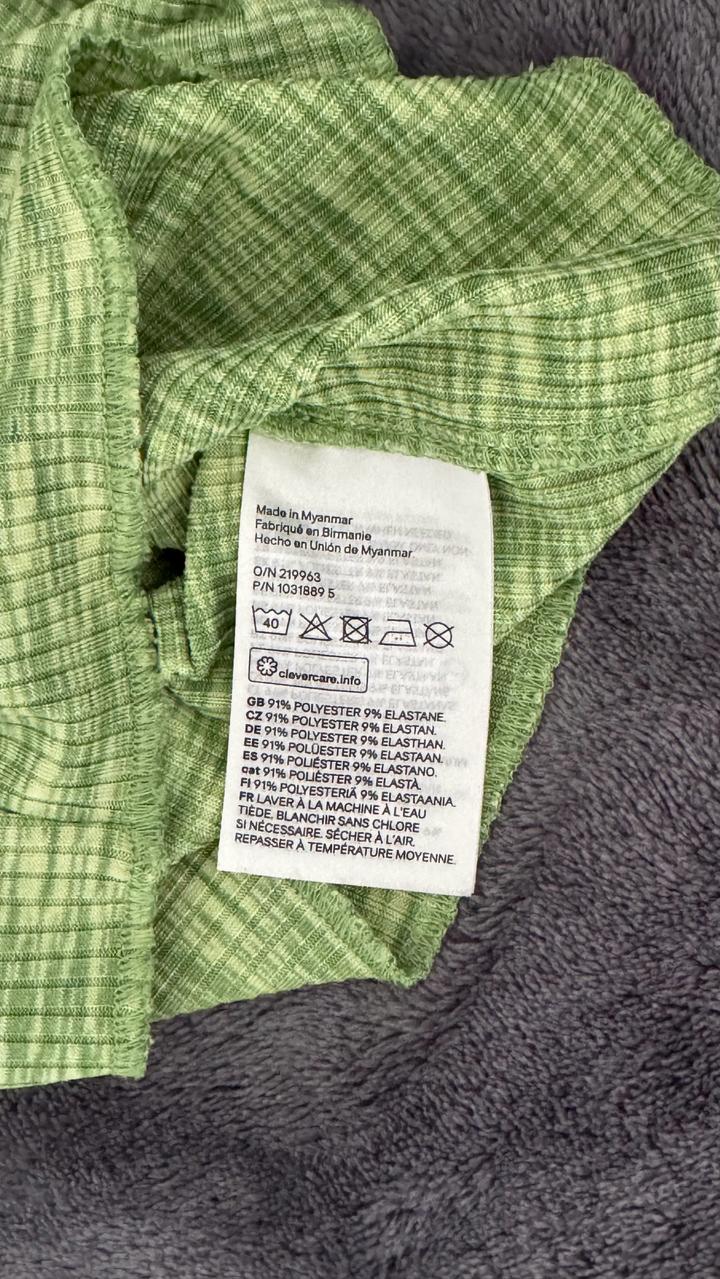 Made in Myanmar
Fabriqué en Birmanie
Hecho en Unión de Myanmar
O/N 219963
P/N 1031889 5
40
clevercare.info
GB 91% POLYESTER 9% ELASTANE.
CZ 91% POLYESTER 9% ELASTAN.
DE 91% POLYESTER 9% ELASTHAN.
EE 91% POLÜESTER 9% ELASTAAN.
ES 91% POLIÉSTER 9% ELASTANO.
cat 91% POLIÈSTER 9% ELASTÀ.
FI 91% POLYESTERIÄ 9% ELASTAANIA.
FR LAVER À LA MACHINE À L'EAU
TIÈDE. BLANCHIR SANS CHLORE
SI NÉCESSAIRE. SÉCHER À L'AIR.
REPASSER À TEMPÉRATURE MOYENNE.